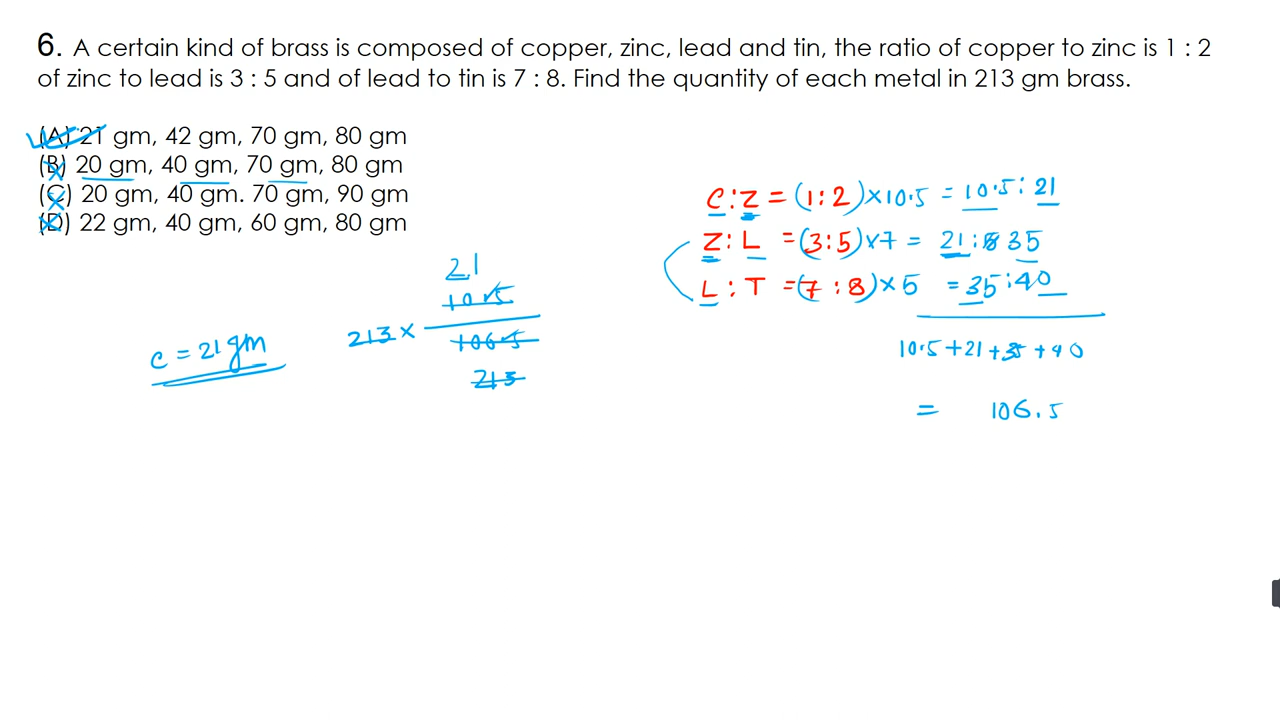 6. A certain kind of brass is composed of copper, zinc, lead and tin, the ratio of copper to zinc is 1 : 2
of zinc to lead is 3 : 5 and of lead to tin is 7 : 8. Find the quantity of each metal in 213 gm brass.
(A) 21 gm, 42 gm, 70 gm, 80 gm
(B) 20 gm, 40 gm, 70 gm, 80 gm
(C) 20 gm, 40 gm. 70 gm, 90 gm
(D) 22 gm, 40 gm, 60 gm, 80 gm
C : Z = (1 : 2) × 10.5 = 10.5 : 21
Z : L = (3 : 5) × 7 = 21 : 35
L : T = (7 : 8) × 5 = 35 : 40
10.5 + 21 + 35 + 40
= 106.5
21
10.5
213 ×
106.5
213
c = 21 gm